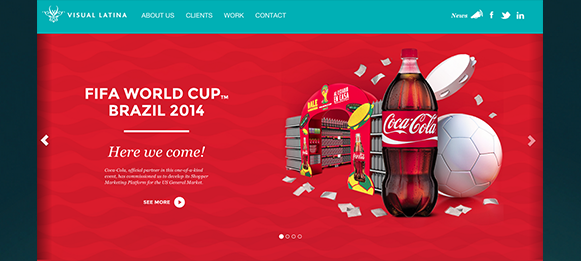 VISUAL LATINA
ABOUT US
CLIENTS
WORK
CONTACT
News
FIFA WORLD CUP™
BRAZIL 2014
Here we come!
Coca-Cola, official partner in this one-of-a-kind
event, has commissioned us to develop its Shopper
Marketing Platform for the US General Market.
SEE MORE
Coca-Cola